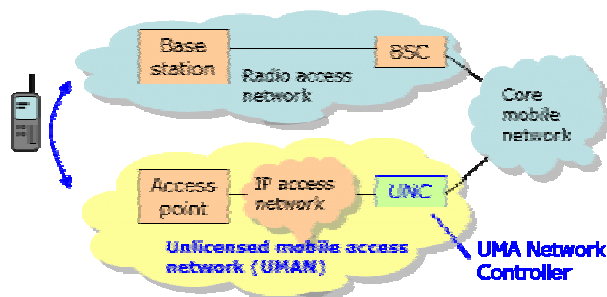 Base
station
BSC
Radio access
network
Core
mobile
network
Access
point
IP access
network
UNC
Unlicensed mobile access
network (UMAN)
UMA Network
Controller